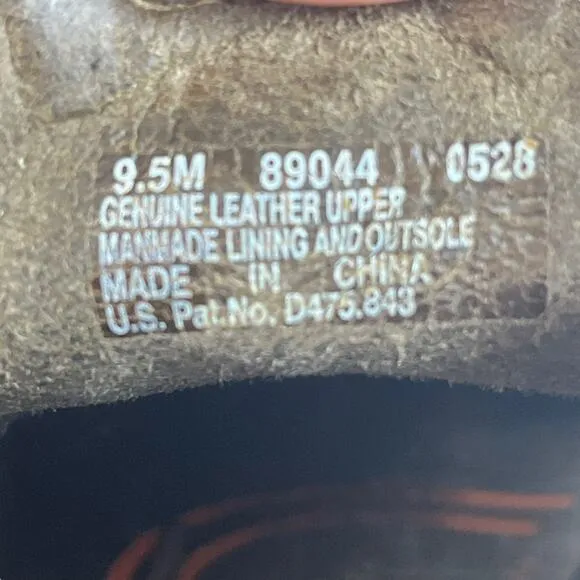 9.5M 89044 0528
GENUINE LEATHER UPPER
MANMADE LINING AND OUTSOLE
MADE IN CHINA
U.S. Pat.No. D475.843